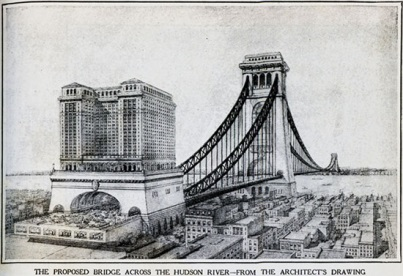 THE PROPOSED BRIDGE ACROSS THE HUDSON RIVER—FROM THE ARCHITECT'S DRAWING